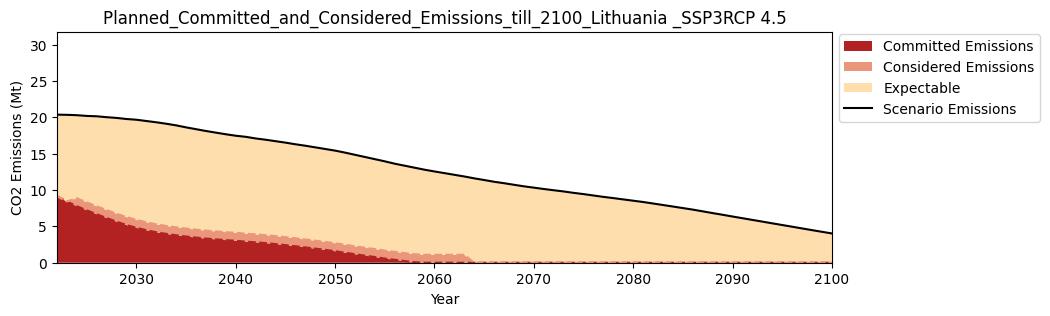 Planned_Committed_and_Considered_Emissions_till_2100_Lithuania _SSP3RCP 4.5
30
25
20
15
10
5
0
CO2 Emissions (Mt)
2030
2040
2050
2060
2070
2080
2090
2100
Year
Committed Emissions
Considered Emissions
Expectable
Scenario Emissions